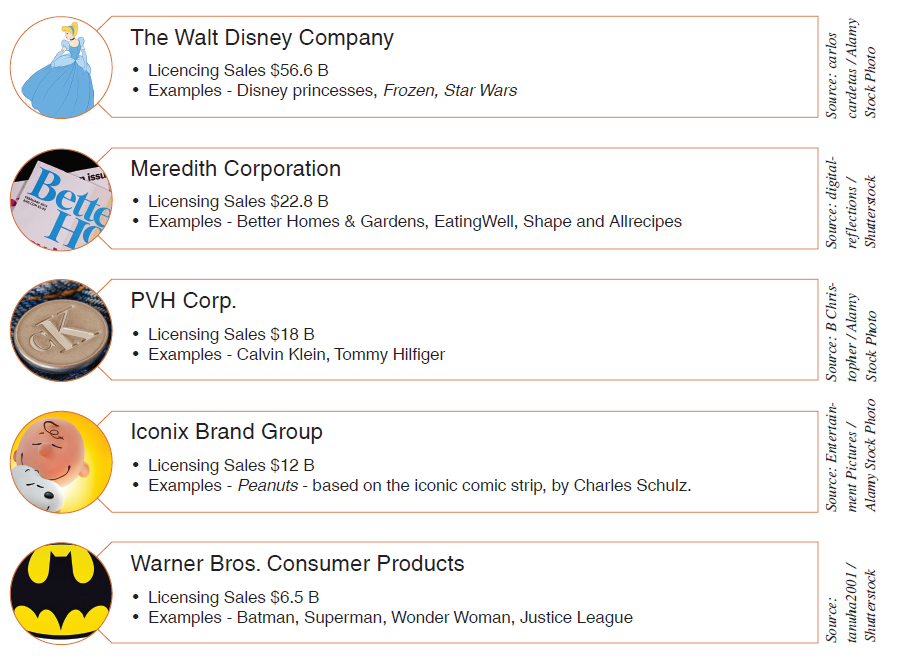 The Walt Disney Company
• Licencing Sales $56.6 B
• Examples - Disney princesses, Frozen, Star Wars
Source: carlos
cardetas / Alamy
Stock Photo
Bette
Ho
issu
Meredith Corporation
• Licensing Sales $22.8 B
• Examples - Better Homes & Gardens, EatingWell, Shape and Allrecipes
Source: digital-
reflections /
Shutterstock
CK
PVH Corp.
• Licensing Sales $18 B
• Examples - Calvin Klein, Tommy Hilfiger
Source: B Chris-
topher / Alamy
Stock Photo
Iconix Brand Group
• Licensing Sales $12 B
• Examples - Peanuts - based on the iconic comic strip, by Charles Schulz.
Source: Entertain-
ment Pictures /
Alamy Stock Photo
Warner Bros. Consumer Products
• Licensing Sales $6.5 B
• Examples - Batman, Superman, Wonder Woman, Justice League
Source:
tanuha2001 /
Shutterstock